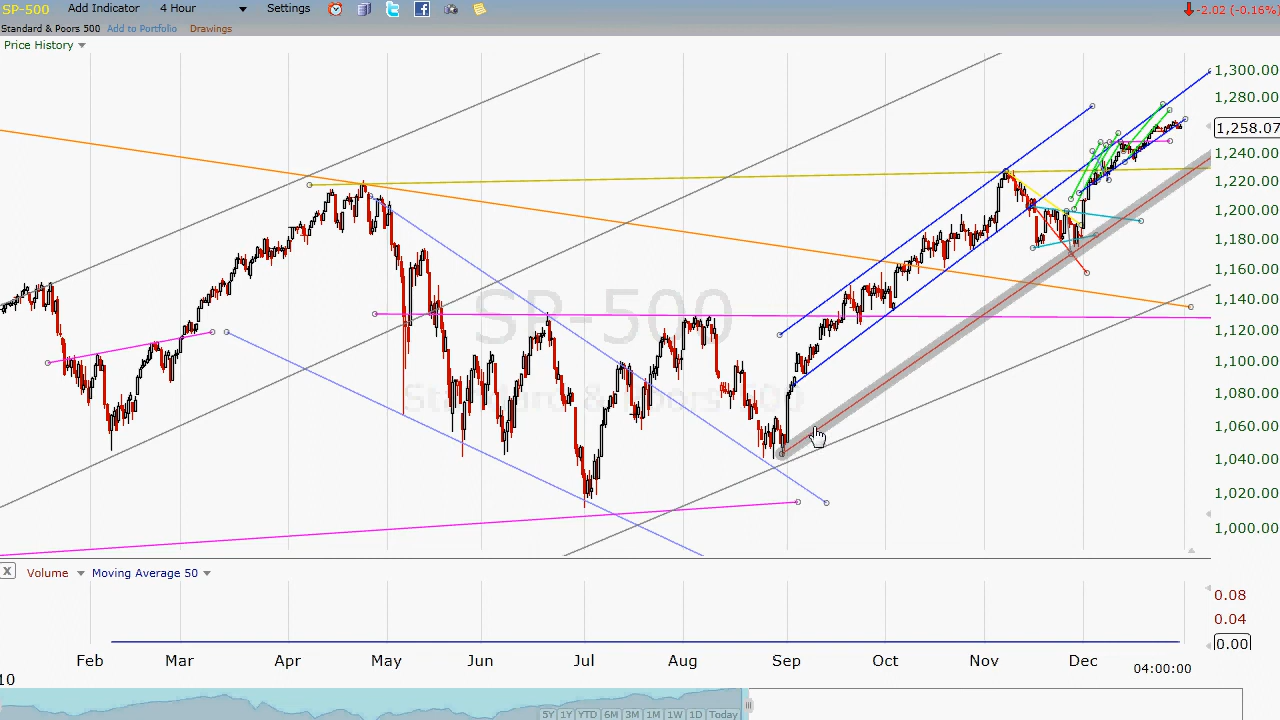 SP-500 Add Indicator 4 Hour Settings -2.02 (-0.16%)
Standard & Poors 500 Add to Portfolio Drawings
Price History
1,300.00
1,280.00
1,258.07
1,240.00
1,220.00
1,200.00
1,180.00
1,160.00
1,140.00
1,120.00
1,100.00
1,080.00
1,060.00
1,040.00
1,020.00
1,000.00
SP-500
Standard & Poors 500
X Volume Moving Average 50
0.08
0.04
0.00
Feb Mar Apr May Jun Jul Aug Sep Oct Nov Dec
04:00:00
10
5Y 1Y YTD 6M 3M 1M 1W 1D Today